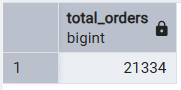 total_orders
bigint
1 21334